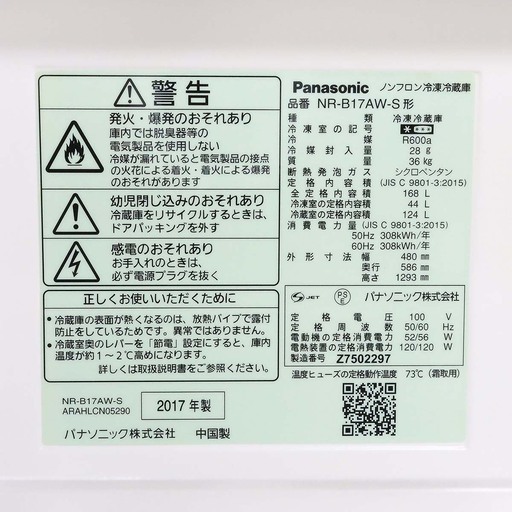 警告
発火・爆発のおそれあり
庫内では脱臭器等の
電気製品を使用しない
冷媒が漏れていると電気製品の接点
の火花による着火・着火による爆発
のおそれあり
幼児閉じ込めのおそれあり
冷蔵庫をリサイクルするときは、
ドアパッキングを外す
感電のおそれあり
お手入れのときは、
必ず電源プラグを抜く
正しくお使いいただくために
●冷蔵庫の表面が熱くなるのは、放熱パイプで露付
防止をしているためです。異常ではありません。
●冷蔵室奥のレバーを「節電」設定にすると、庫内
温度が約1~2℃高めになります。
詳しくは取扱説明書をご覧ください。
NR-B17AW-S
ARAHLCN05290
2017年製
パナソニック株式会社 中国製
Panasonic ノンフロン冷凍冷蔵庫
品番 NR-B17AW-S形
種類 冷凍冷蔵庫
冷凍室の記号
冷媒 R600a
冷媒封入量 28 g
質量 36 kg
断熱発泡ガス シクロペンタン
定格内容積 (JIS C 9801-3:2015)
全定格内容積 168 L
冷凍室の定格内容積 44 L
冷蔵室の定格内容積 124 L
消費電力量 (JIS C 9801-3:2015)
50Hz 308kWh/年
60Hz 308kWh/年
外形寸法 幅 480 mm
奥行 586 mm
高さ 1293 mm
JET PSE パナソニック株式会社
定格電圧 100 V
定格周波数 50/60 Hz
電動機の定格消費電力 52/56 W
電熱装置の定格消費電力 120/120 W
製造番号 Z7502297
温度ヒューズの定格動作温度 73℃ (霜取用)